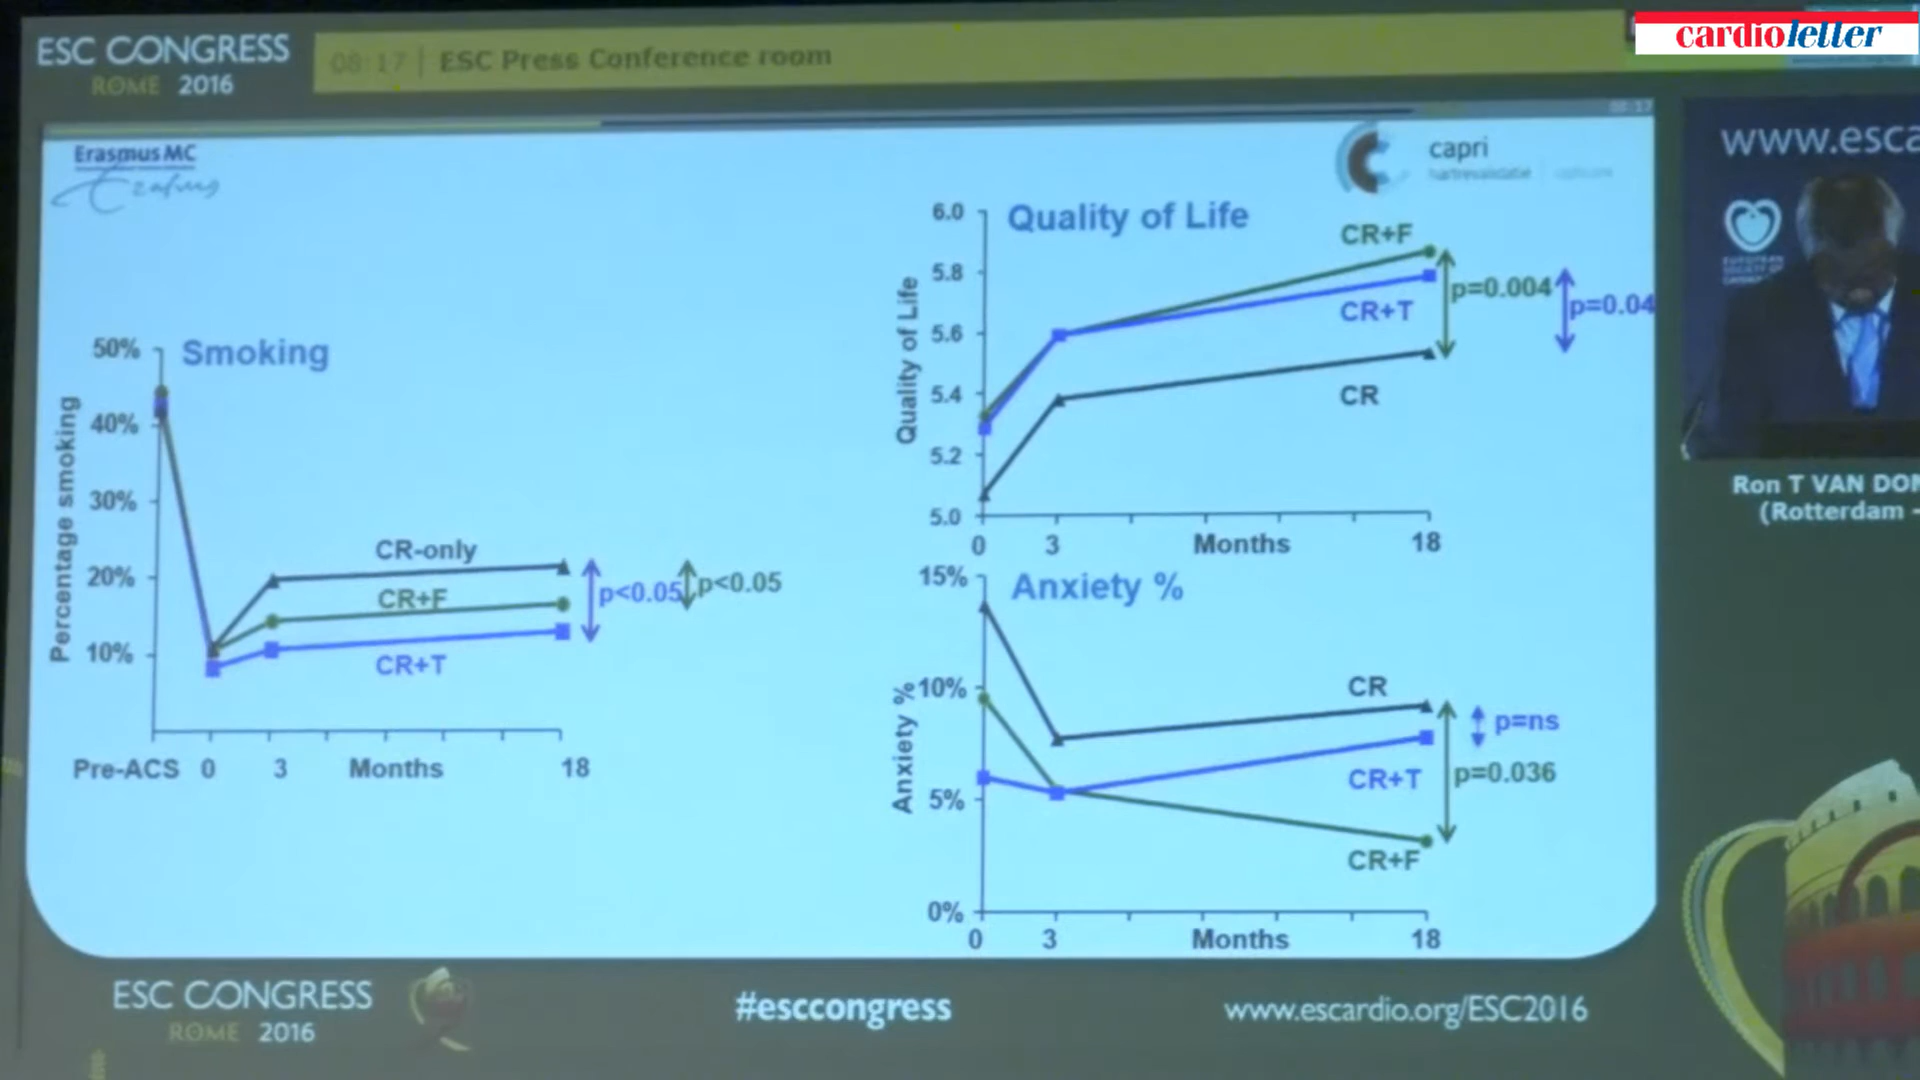 ESC CONGRESS
ROME 2016
08:17 | ESC Press Conference room
cardioletter
Erasmus MC
Erasmus
capri
hartrevalidatie
www.esca
EUROPEAN
SOCIETY OF
Ron T VAN DOM
(Rotterdam -
Smoking
Percentage smoking
50%
40%
30%
20%
10%
CR-only
CR+F
CR+T
p<0.05
p<0.05
Pre-ACS 0 3 Months 18
Quality of Life
Quality of Life
6.0
5.8
5.6
5.4
5.2
5.0
CR+F
CR+T
CR
p=0.004
p=0.04
0 3 Months 18
Anxiety %
Anxiety %
15%
10%
5%
0%
CR
CR+T
CR+F
p=ns
p=0.036
0 3 Months 18
ESC CONGRESS
ROME 2016
#esccongress
www.escardio.org/ESC2016